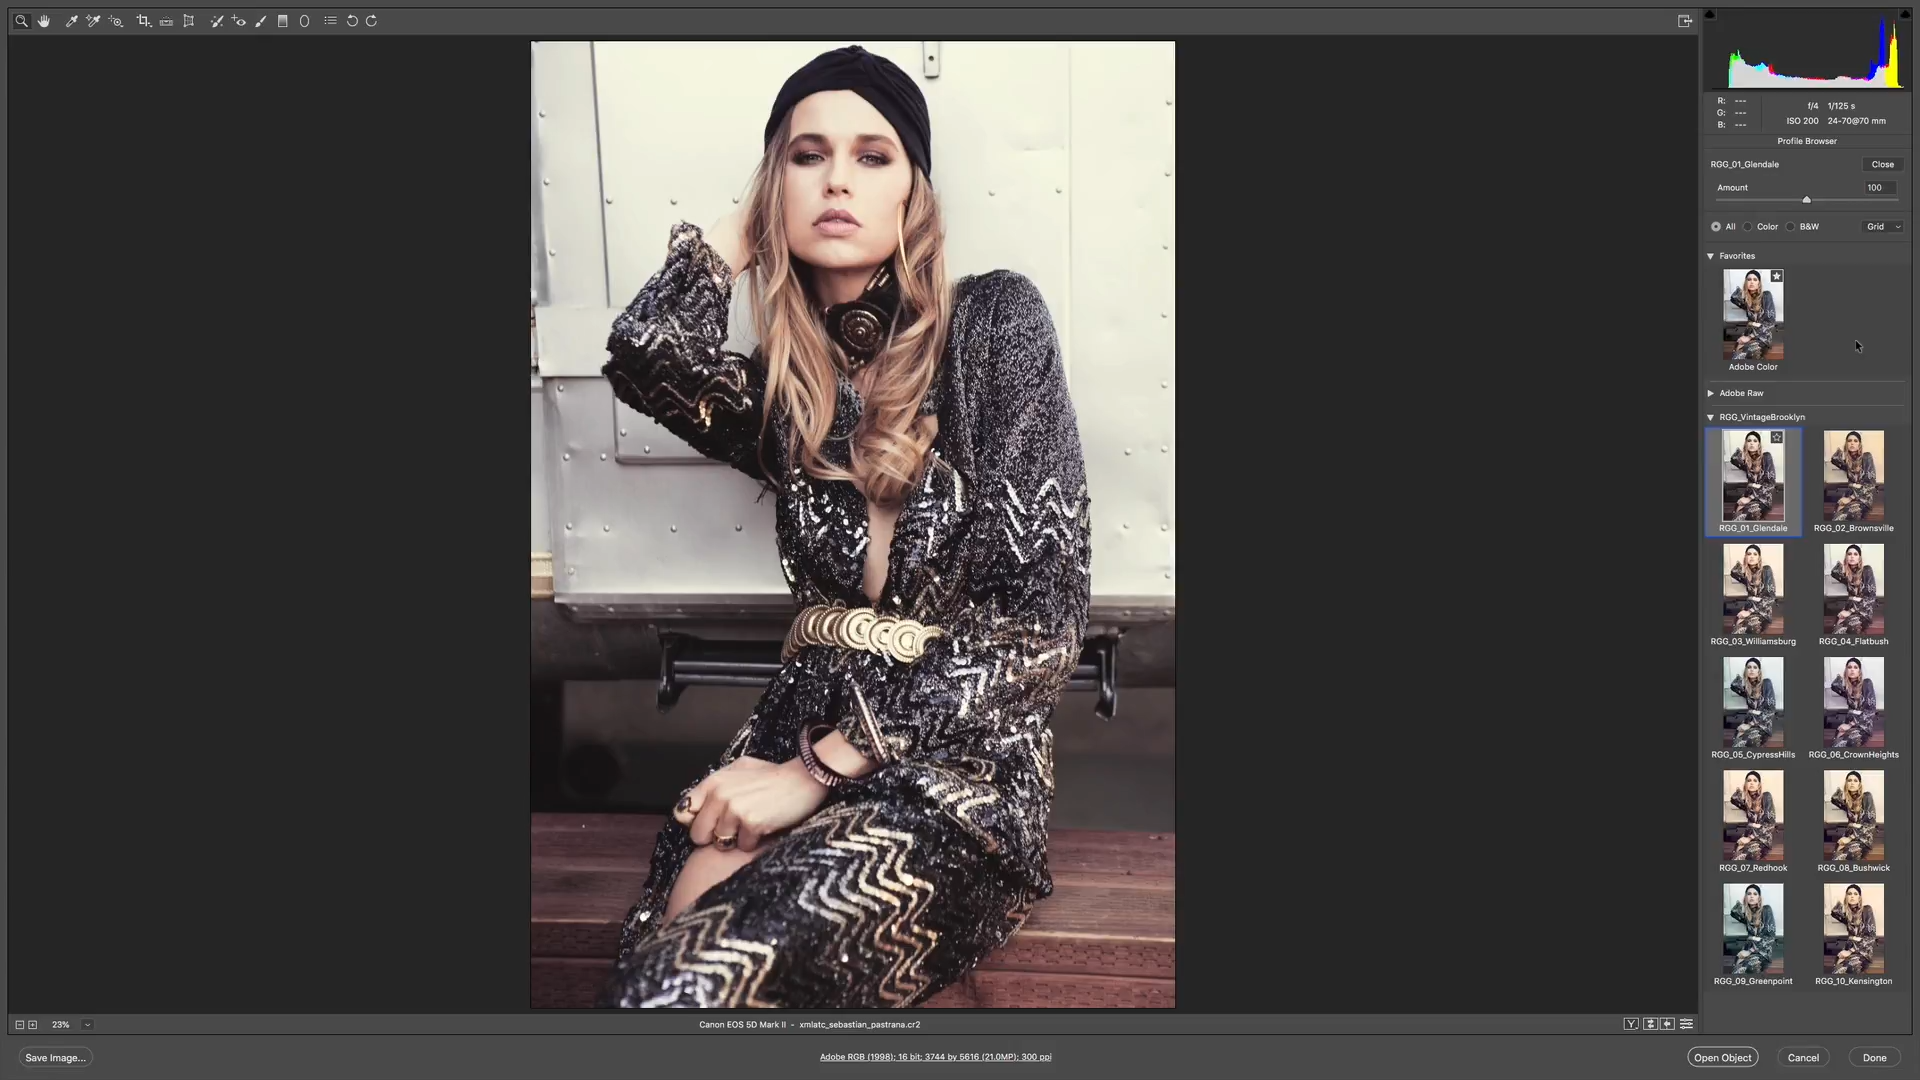 R: ---
G: ---
B: ---
f/4 1/125 s
ISO 200 24-70@70 mm
Profile Browser
RGG_01_Glendale Close
Amount 100
All Color B&W Grid
Favorites
Adobe Color
Adobe Raw
RGG_VintageBrooklyn
RGG_01_Glendale RGG_02_Brownsville
RGG_03_Williamsburg RGG_04_Flatbush
RGG_05_CypressHills RGG_06_CrownHeights
RGG_07_Redhook RGG_08_Bushwick
RGG_09_Greenpoint RGG_10_Kensington
23% Canon EOS 5D Mark II - xmlatc_sebastian_pastrana.cr2 Y
Save Image... Adobe RGB (1998); 16 bit; 3744 by 5616 (21.0MP); 300 ppi Open Object Cancel Done